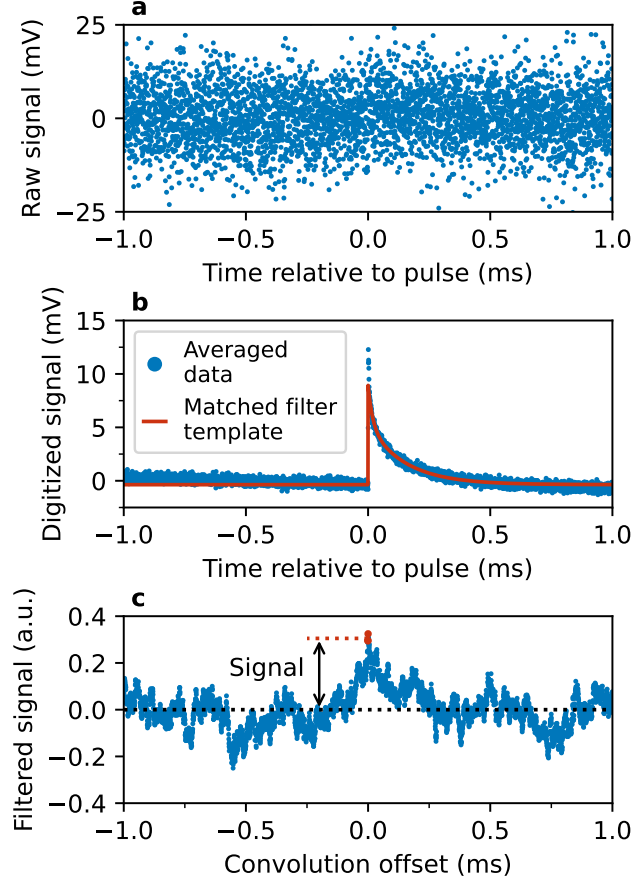 a
25
0
−25
Raw signal (mV)
−1.0 −0.5 0.0 0.5 1.0
Time relative to pulse (ms)
b
15
10
5
0
Digitized signal (mV)
Averaged
data
Matched filter
template
−1.0 −0.5 0.0 0.5 1.0
Time relative to pulse (ms)
c
0.4
0.2
0.0
−0.2
−0.4
Filtered signal (a.u.)
Signal
−1.0 −0.5 0.0 0.5 1.0
Convolution offset (ms)